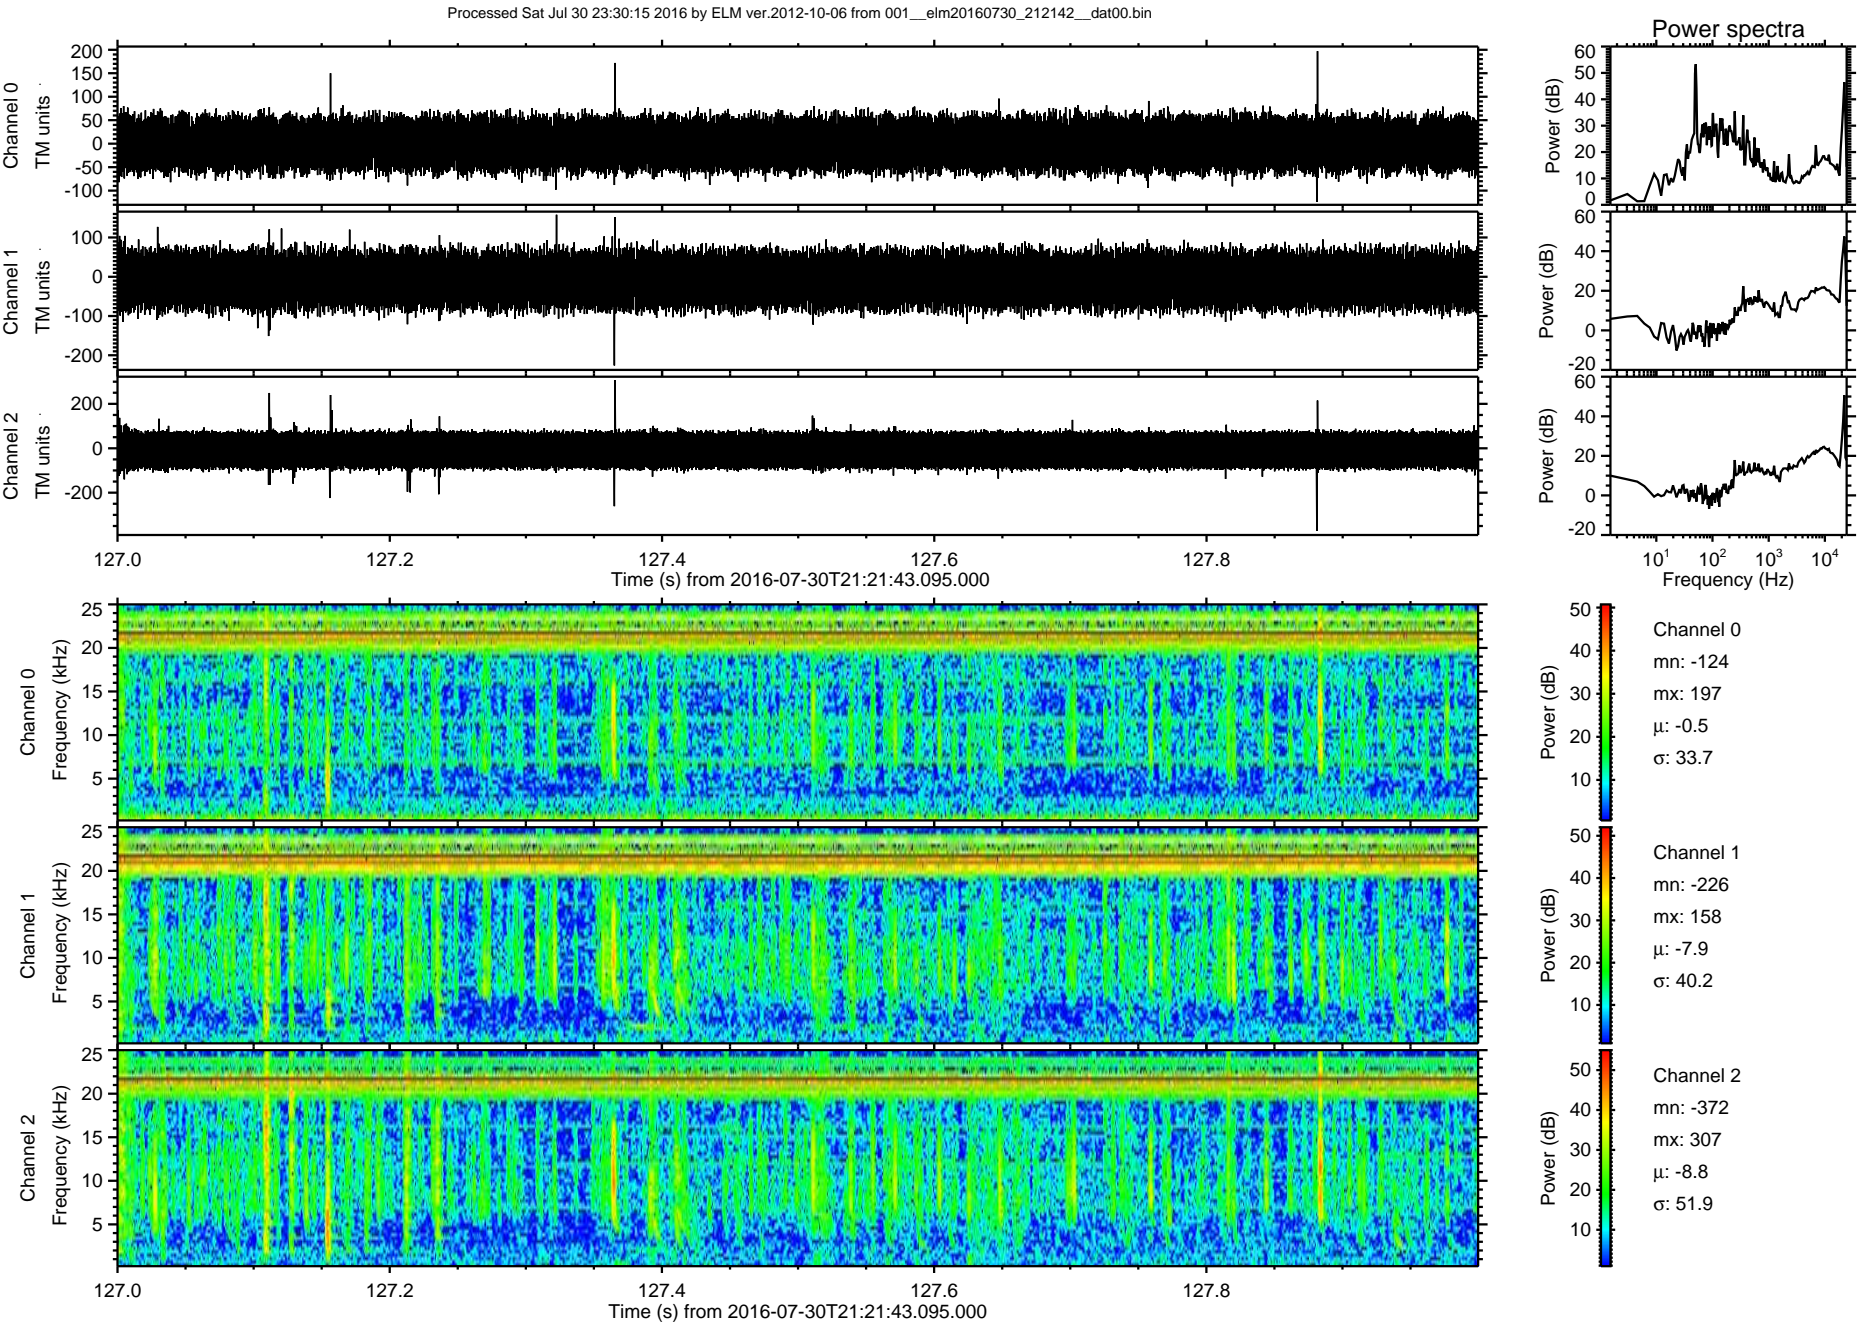 Processed Sat Jul 30 23:30:15 2016 by ELM ver.2012-10-06 from 001__elm20160730_212142__dat00.bin
Power spectra
Channel 0
TM units
200
150
100
50
0
-50
-100
Power (dB)
60
50
40
30
20
10
0
Channel 1
TM units
100
0
-100
-200
Power (dB)
60
40
20
0
-20
Channel 2
TM units
200
0
-200
Power (dB)
60
40
20
0
-20
127.0 127.2 127.4 127.6 127.8
Time (s) from 2016-07-30T21:21:43.095.000
10^1 10^2 10^3 10^4
Frequency (Hz)
Channel 0
Frequency (kHz)
25
20
15
10
5
Power (dB)
50
40
30
20
10
Channel 0
mn: -124
mx: 197
µ: -0.5
σ: 33.7
Channel 1
Frequency (kHz)
25
20
15
10
5
Power (dB)
50
40
30
20
10
Channel 1
mn: -226
mx: 158
µ: -7.9
σ: 40.2
Channel 2
Frequency (kHz)
25
20
15
10
5
Power (dB)
50
40
30
20
10
Channel 2
mn: -372
mx: 307
µ: -8.8
σ: 51.9
127.0 127.2 127.4 127.6 127.8
Time (s) from 2016-07-30T21:21:43.095.000